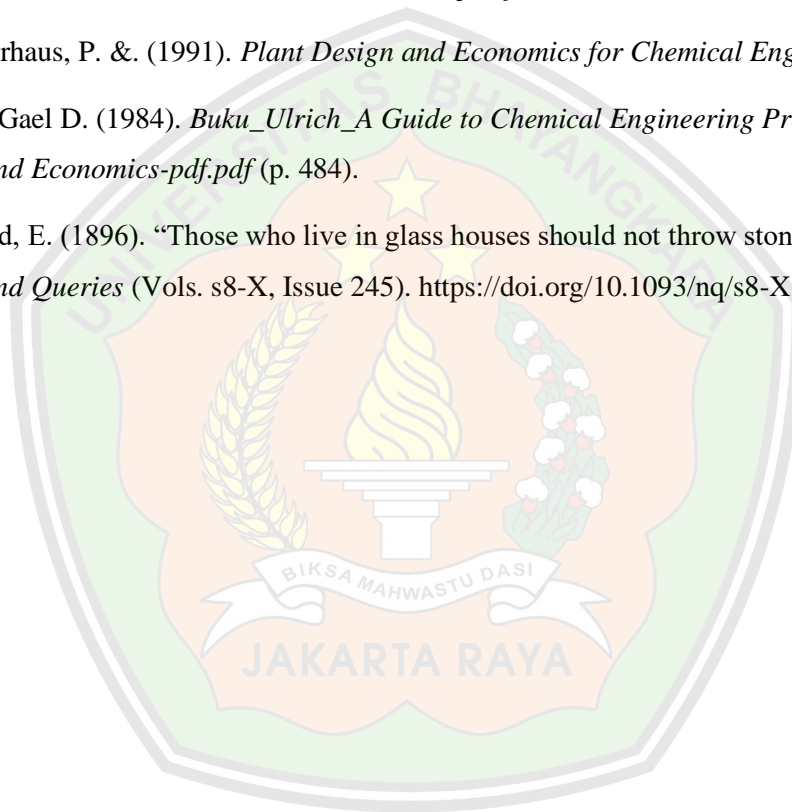 rhaus, P. &. (1991). Plant Design and Economics for Chemical Eng
Gael D. (1984). Buku_Ulrich_A Guide to Chemical Engineering Pr
nd Economics-pdf.pdf (p. 484).
d, E. (1896). “Those who live in glass houses should not throw ston
nd Queries (Vols. s8-X, Issue 245). https://doi.org/10.1093/nq/s8-X
UNIVERSITAS BHAYANGKARA
BIKSA MAHWASTU DASI
JAKARTA RAYA